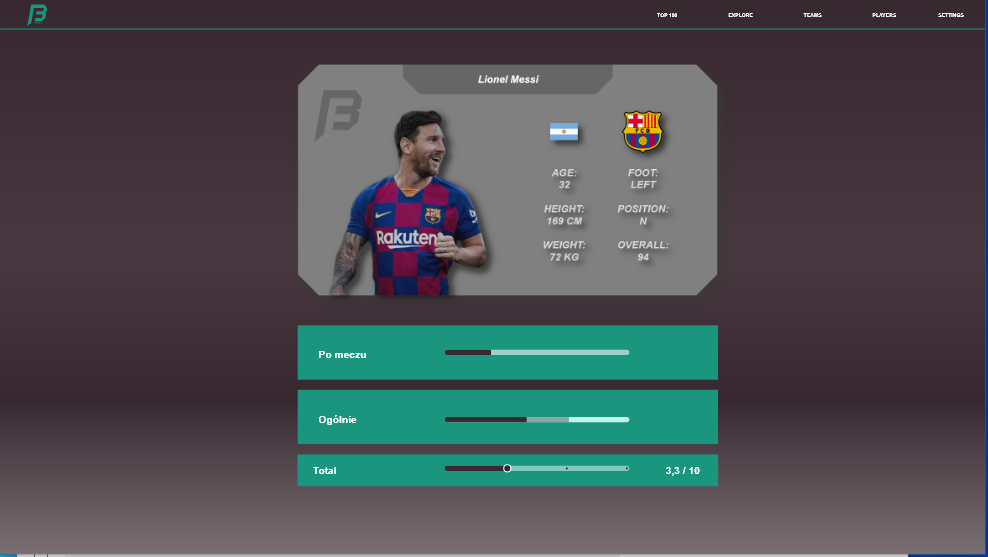 TOP 100 EXPLORE TEAMS PLAYERS SETTINGS
Lionel Messi
FCB
AGE: FOOT:
32 LEFT
HEIGHT: POSITION:
169 CM N
Rakuten
WEIGHT: OVERALL:
72 KG 94
Po meczu
Ogólnie
Total 3,3 / 10